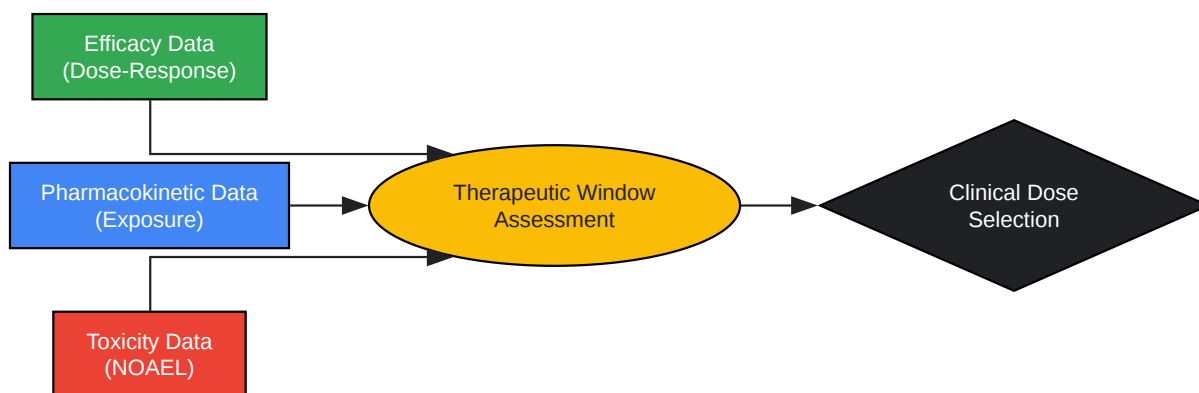 Efficacy Data
(Dose-Response)
Pharmacokinetic Data
(Exposure)
Toxicity Data
(NOAEL)
Therapeutic Window
Assessment
Clinical Dose
Selection